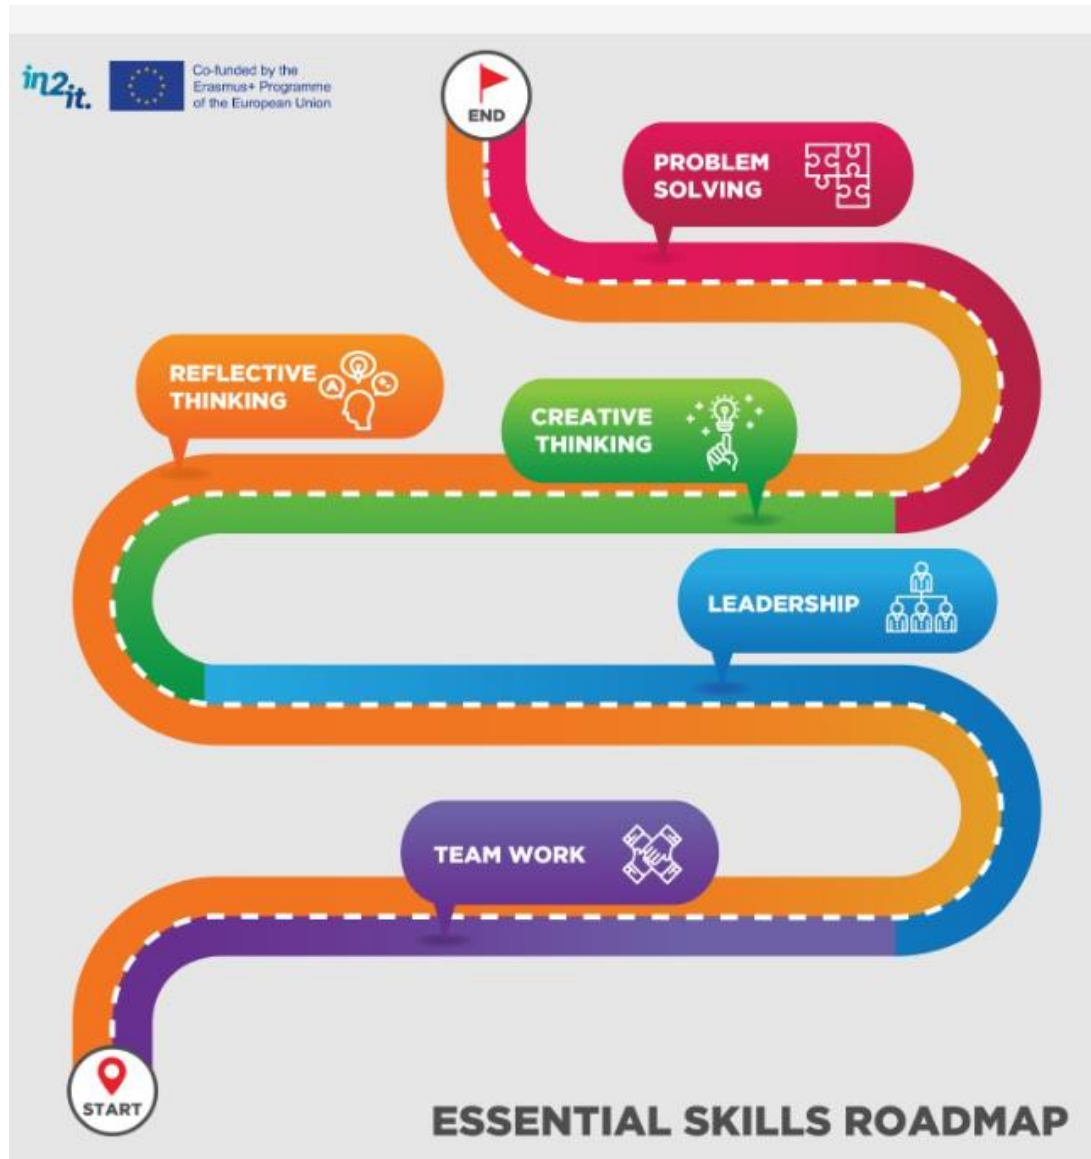 in2it.
Co-funded by the
Erasmus+ Programme
of the European Union
END
PROBLEM
SOLVING
REFLECTIVE
THINKING
A
CREATIVE
THINKING
LEADERSHIP
TEAM WORK
START
ESSENTIAL SKILLS ROADMAP